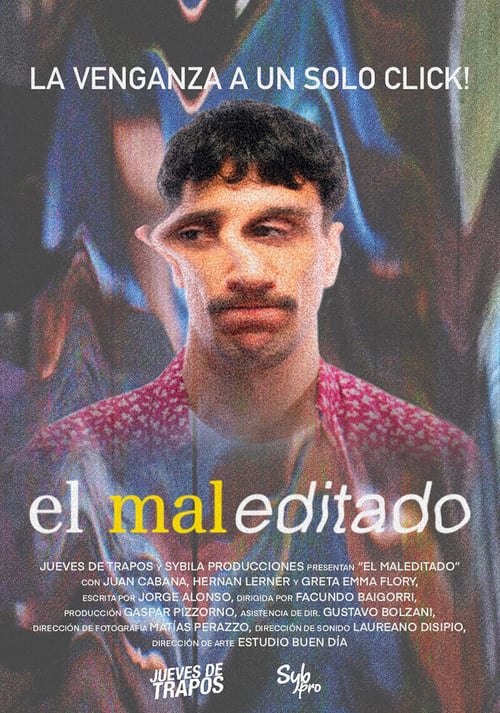 LA VENGANZA A UN SOLO CLICK!
el maleditado
JUEVES DE TRAPOS Y SYBILA PRODUCCIONES PRESENTAN "EL MALEDITADO"
CON JUAN CABANA, HERNAN LERNER Y GRETA EMMA FLORY,
ESCRITA POR JORGE ALONSO, DIRIGIDA POR FACUNDO BAIGORRI,
PRODUCCIÓN GASPAR PIZZORNO, ASISTENCIA DE DIR. GUSTAVO BOLZANI,
DIRECCIÓN DE FOTOGRAFÍA MATÍAS PERAZZO, DIRECCIÓN DE SONIDO LAUREANO DISIPIO,
DIRECCIÓN DE ARTE ESTUDIO BUEN DÍA
JUEVES DE
TRAPOS
Syb
pro